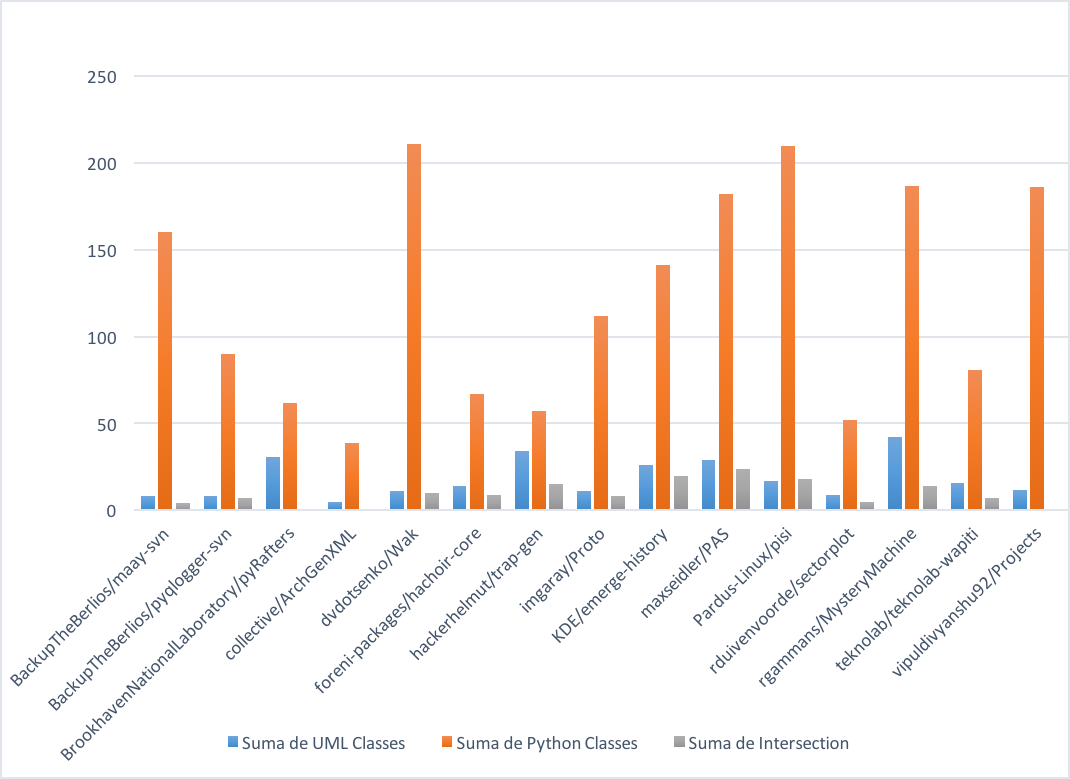 250
200
150
100
50
0
BackupTheBerlios/maay-svn
BackupTheBerlios/pyqlogger-svn
BrookhavenNationalLaboratory/pyRafters
collective/ArchGenXML
dvdotsenko/Wak
foreni-packages/hachoir-core
hackerhelmut/trap-gen
imgaray/Proto
KDE/emerge-history
maxseidler/PAS
Pardus-Linux/pisi
rduivenvoorde/sectorplot
rgammans/MysteryMachine
teknolab/teknolab-wapiti
vipuldivyanshu92/Projects
Suma de UML Classes Suma de Python Classes Suma de Intersection